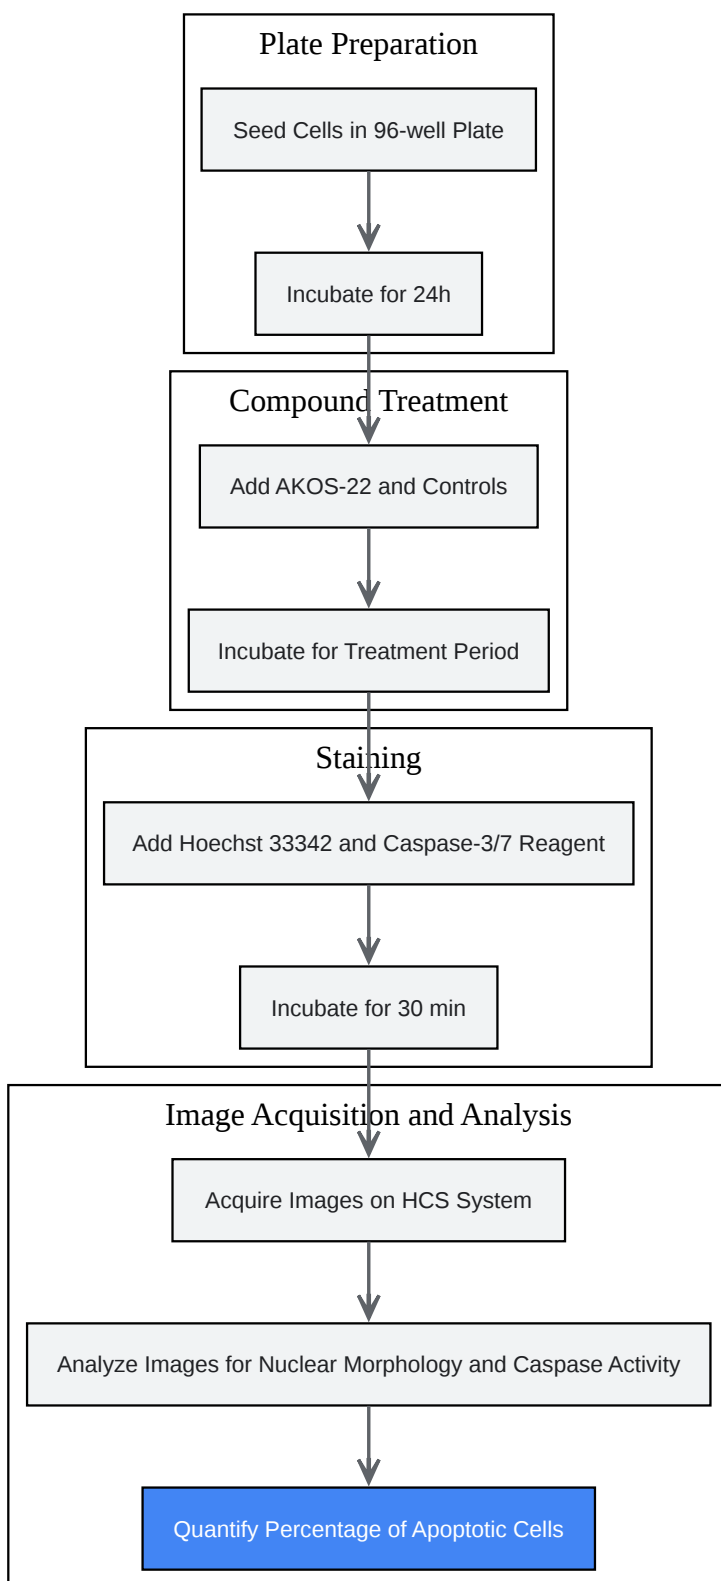 Plate Preparation
Seed Cells in 96-well Plate
Incubate for 24h
Compound Treatment
Add AKOS-22 and Controls
Incubate for Treatment Period
Staining
Add Hoechst 33342 and Caspase-3/7 Reagent
Incubate for 30 min
Image Acquisition and Analysis
Acquire Images on HCS System
Analyze Images for Nuclear Morphology and Caspase Activity
Quantify Percentage of Apoptotic Cells